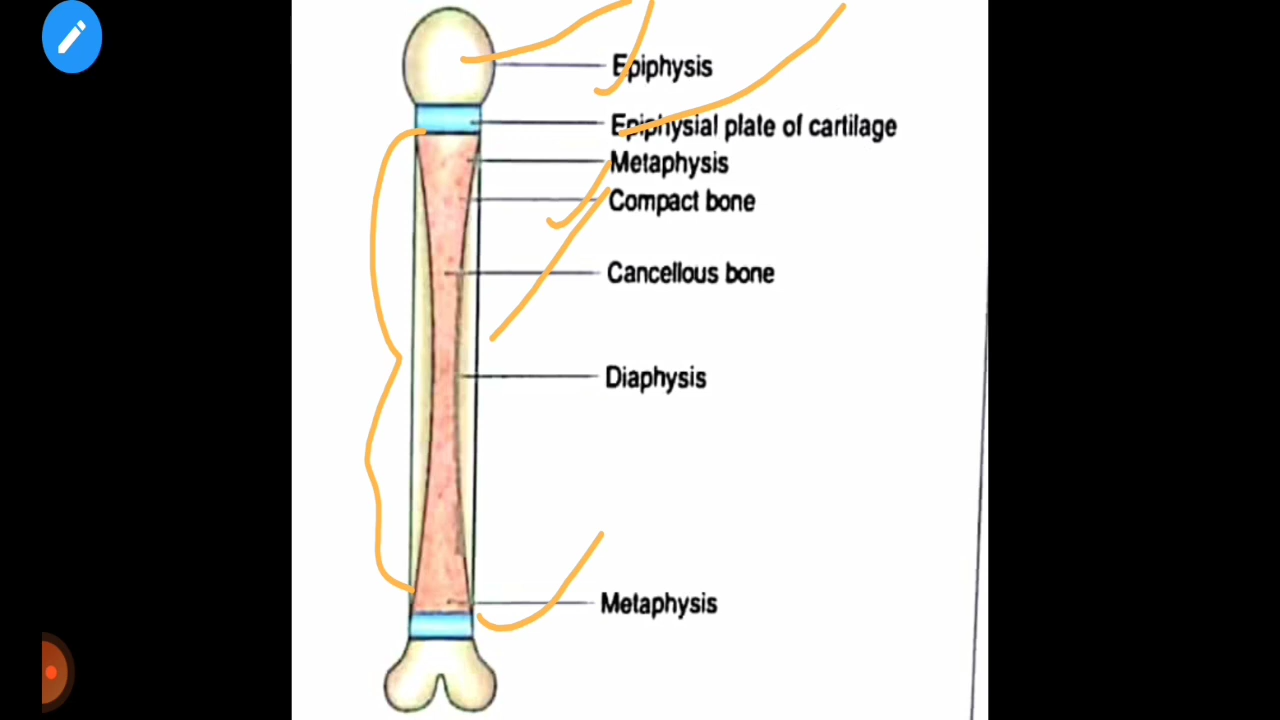 Epiphysis
Epiphysial plate of cartilage
Metaphysis
Compact bone
Cancellous bone
Diaphysis
Metaphysis